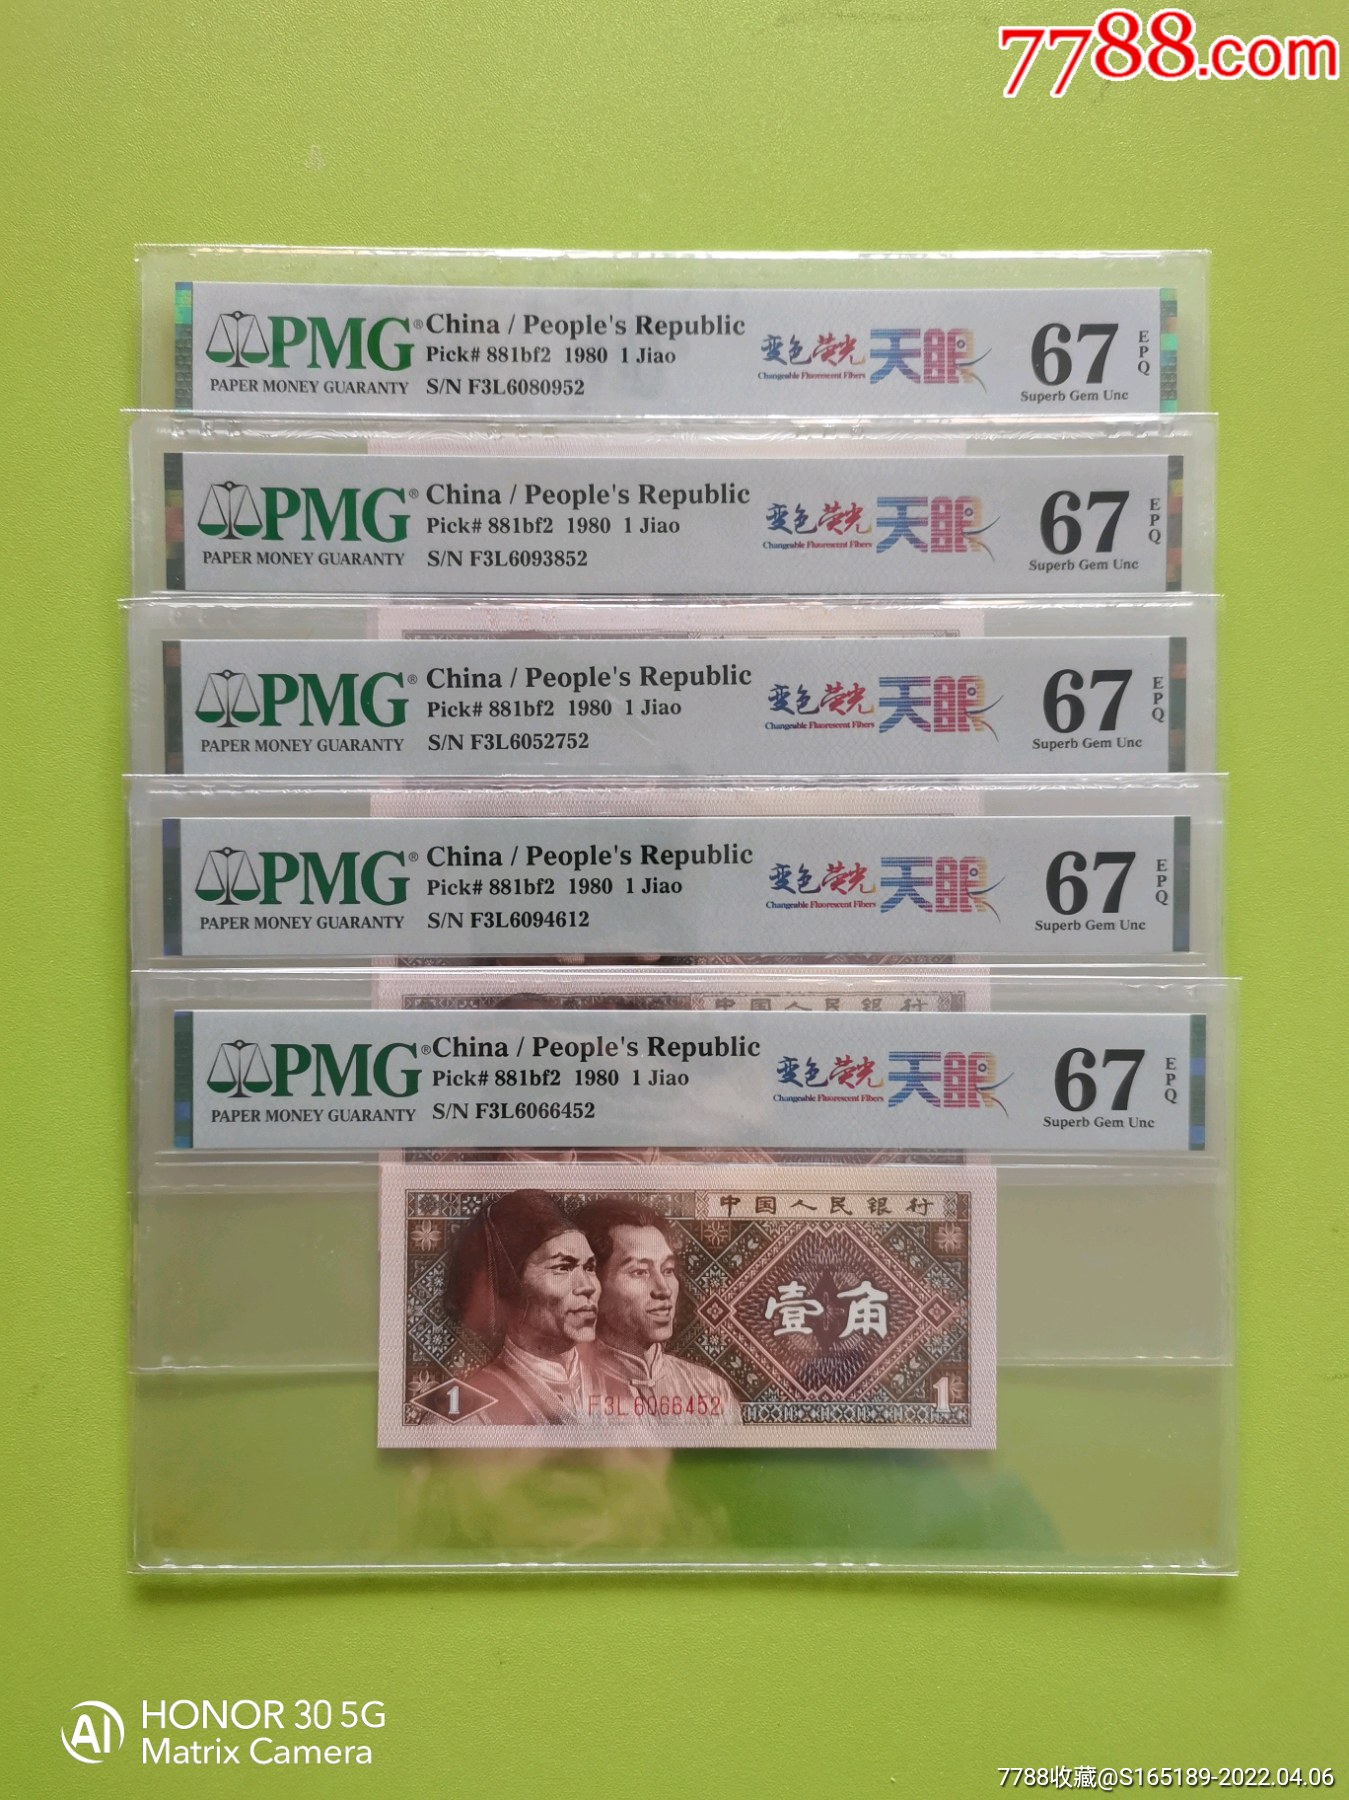 7788.com
PMG® China / People's Republic 变色荧光 天眼 67 EPQ
Pick# 881bf2 1980 1 Jiao Changeable Fluorescent Fibers
PAPER MONEY GUARANTY S/N F3L6080952 Superb Gem Unc
PMG® China / People's Republic 变色荧光 天眼 67 EPQ
Pick# 881bf2 1980 1 Jiao Changeable Fluorescent Fibers
PAPER MONEY GUARANTY S/N F3L6093852 Superb Gem Unc
PMG® China / People's Republic 变色荧光 天眼 67 EPQ
Pick# 881bf2 1980 1 Jiao Changeable Fluorescent Fibers
PAPER MONEY GUARANTY S/N F3L6052752 Superb Gem Unc
PMG® China / People's Republic 变色荧光 天眼 67 EPQ
Pick# 881bf2 1980 1 Jiao Changeable Fluorescent Fibers
PAPER MONEY GUARANTY S/N F3L6094612 Superb Gem Unc
中国人民银行
PMG® China / People's Republic 变色荧光 天眼 67 EPQ
Pick# 881bf2 1980 1 Jiao Changeable Fluorescent Fibers
PAPER MONEY GUARANTY S/N F3L6066452 Superb Gem Unc
中国人民银行
壹角
1 F3L6066452 1
AI HONOR 30 5G
Matrix Camera
7788收藏@S165189-2022.04.06